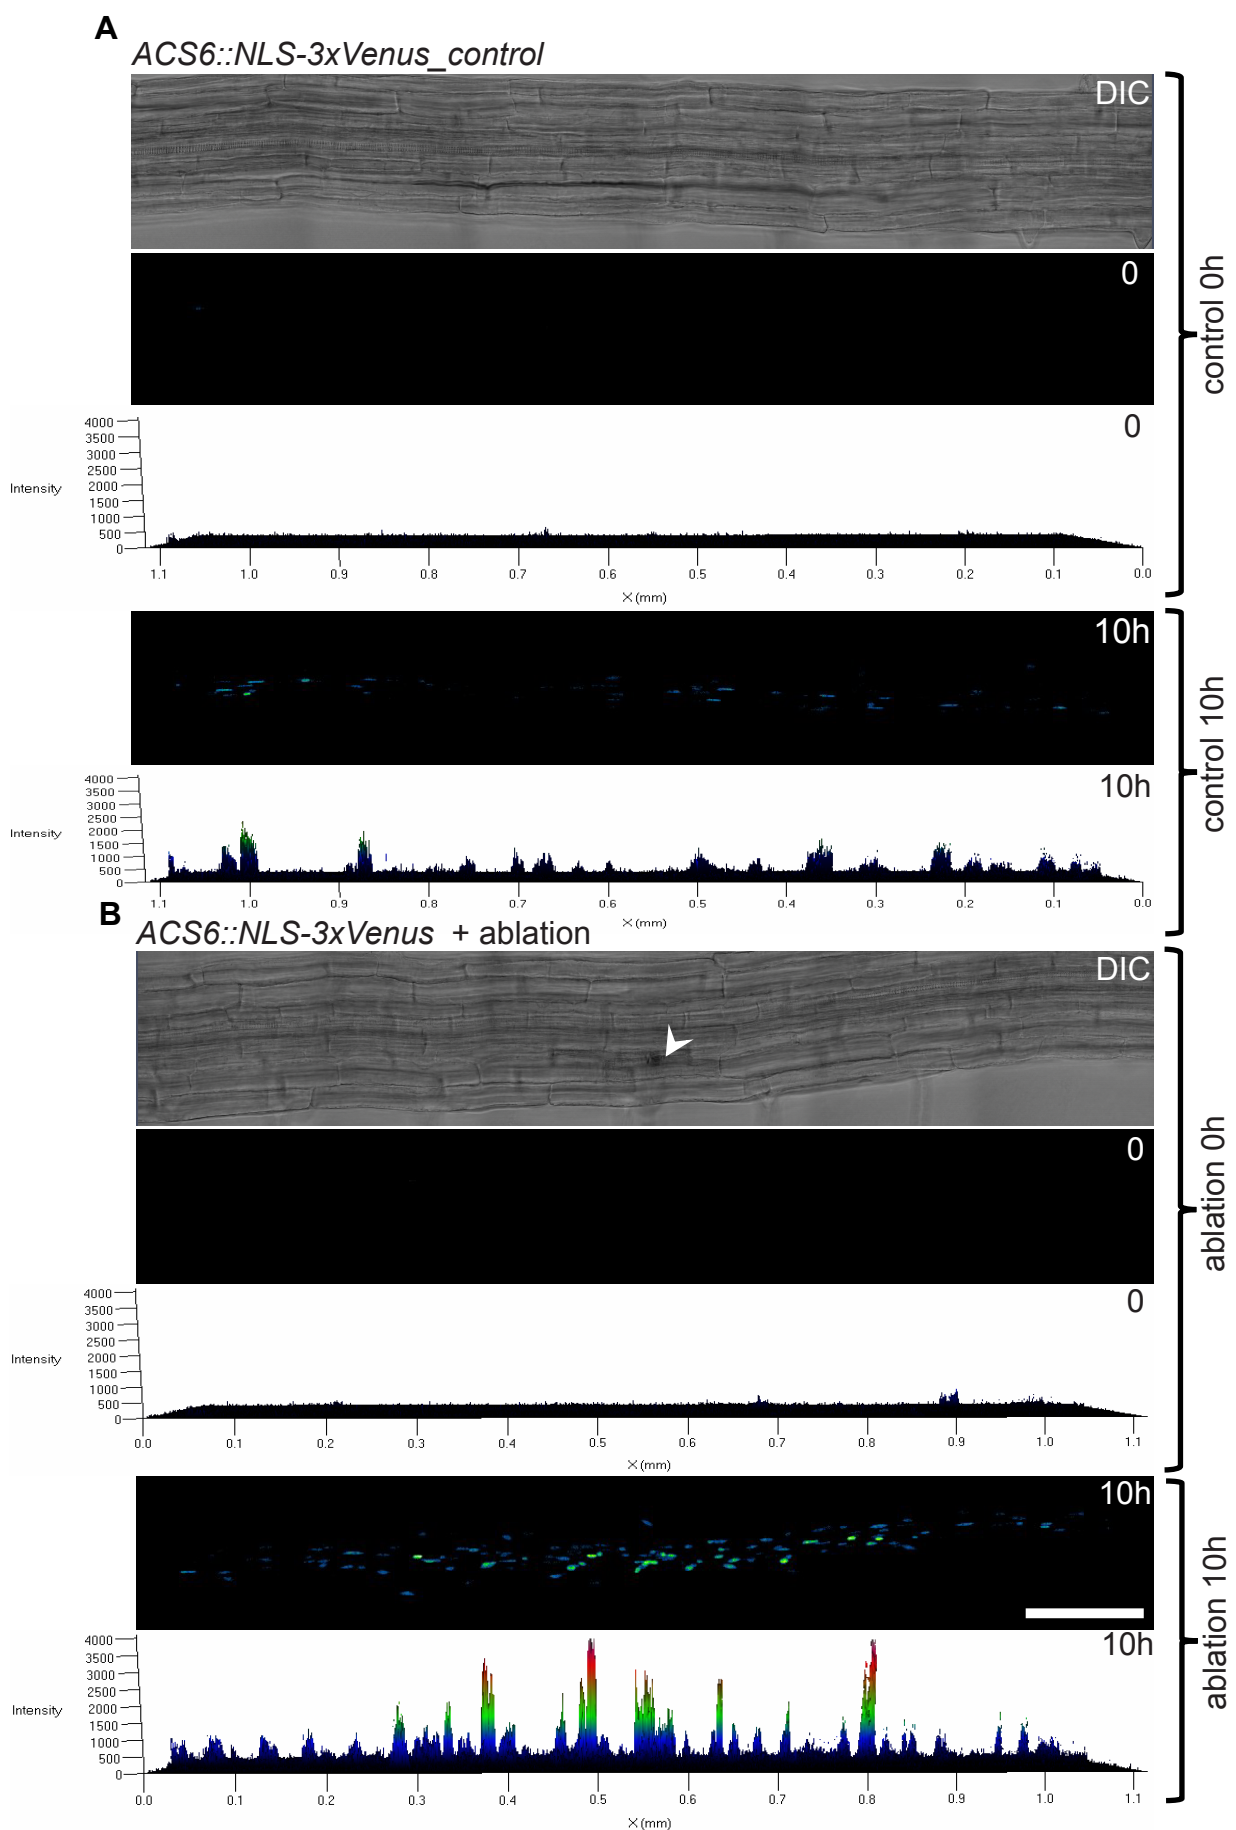 A
ACS6::NLS-3xVenus_control
DIC
0
control 0h
0
4000
3500
3000
2500
2000
1500
1000
500
0
Intensity
1.1 1.0 0.9 0.8 0.7 0.6 0.5 0.4 0.3 0.2 0.1 0.0
X (mm)
10h
control 10h
10h
4000
3500
3000
2500
2000
1500
1000
500
0
Intensity
1.1 1.0 0.9 0.8 0.7 0.6 0.5 0.4 0.3 0.2 0.1 0.0
X (mm)
B
ACS6::NLS-3xVenus + ablation
DIC
0
ablation 0h
0
4000
3500
3000
2500
2000
1500
1000
500
0
Intensity
0.0 0.1 0.2 0.3 0.4 0.5 0.6 0.7 0.8 0.9 1.0 1.1
X (mm)
10h
ablation 10h
10h
4000
3500
3000
2500
2000
1500
1000
500
0
Intensity
0.0 0.1 0.2 0.3 0.4 0.5 0.6 0.7 0.8 0.9 1.0 1.1
X (mm)